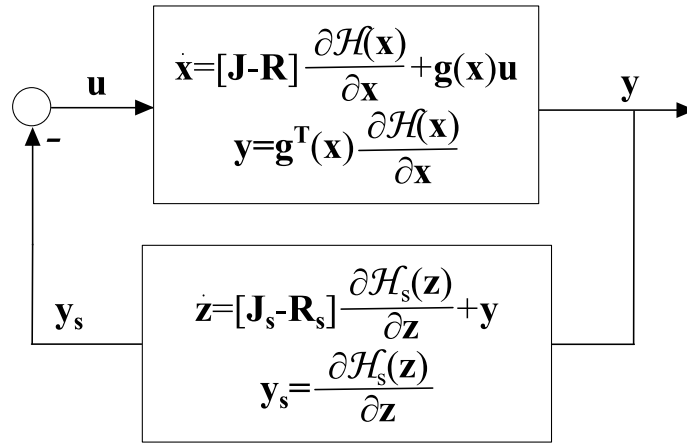 ẋ=[J-R] ∂ℋ(x)/∂x +g(x)u
u
y
-
y=gᵀ(x) ∂ℋ(x)/∂x
ż=[Jₛ-Rₛ] ∂ℋₛ(z)/∂z +y
yₛ
yₛ= ∂ℋₛ(z)/∂z